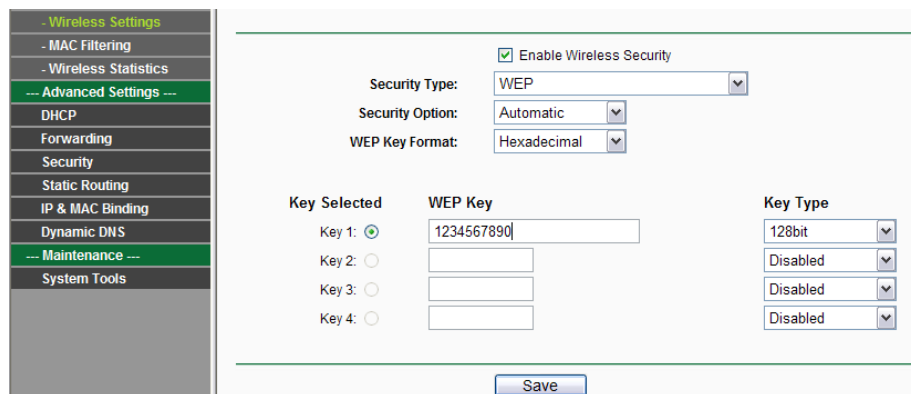 - Wireless Settings
- MAC Filtering
- Wireless Statistics
--- Advanced Settings ---
DHCP
Forwarding
Security
Static Routing
IP & MAC Binding
Dynamic DNS
--- Maintenance ---
System Tools
Enable Wireless Security
Security Type: WEP
Security Option: Automatic
WEP Key Format: Hexadecimal
Key Selected WEP Key Key Type
Key 1: 1234567890 128bit
Key 2: Disabled
Key 3: Disabled
Key 4: Disabled
Save